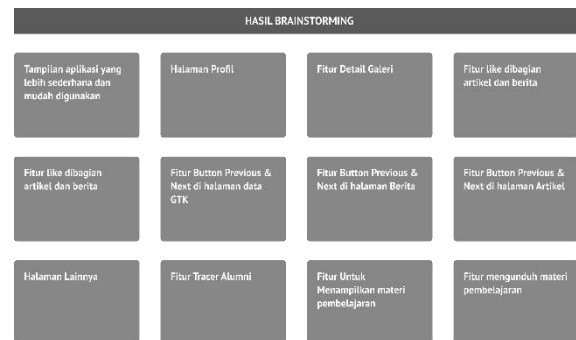 HASIL BRAINSTORMING
Tampilan aplikasi yang
lebih sederhana dan
mudah digunakan
Halaman Profil
Fitur Detail Galeri
Fitur like dibagian
artikel dan berita
Fitur like dibagian
artikel dan berita
Fitur Button Previous &
Next di halaman data
GTK
Fitur Button Previous &
Next di halaman Berita
Fitur Button Previous &
Next di halaman Artikel
Halaman Lainnya
Fitur Tracer Alumni
Fitur Untuk
Menampilkan materi
pembelajaran
Fitur mengunduh materi
pembelajaran